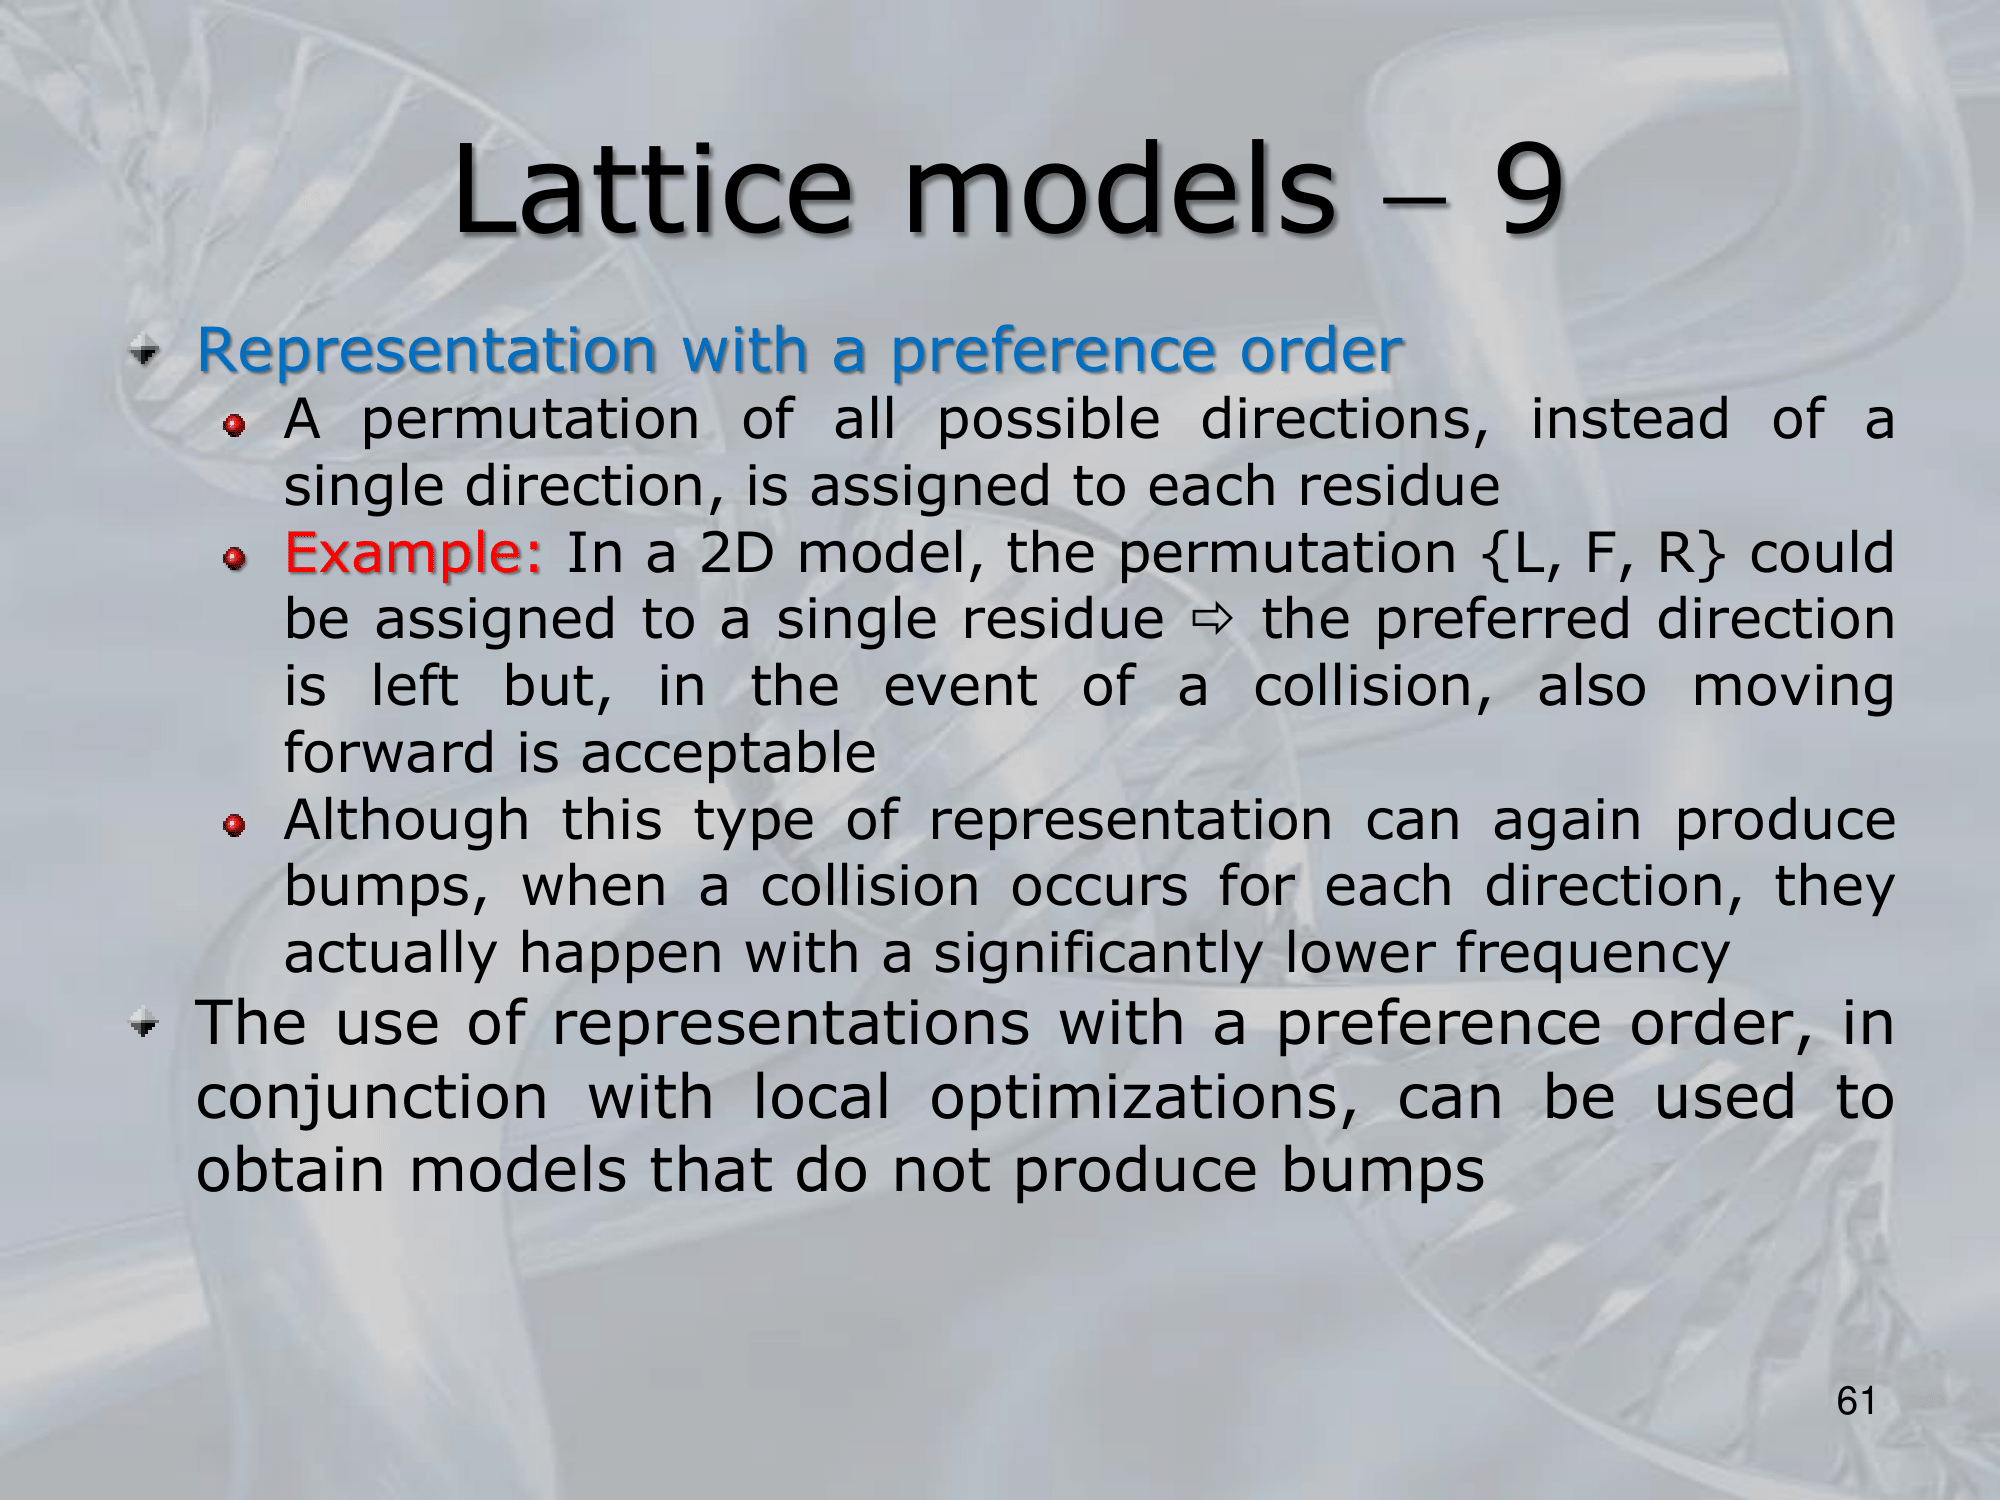 Lattice models – 9
Representation with a preference order
A permutation of all possible directions, instead of a
single direction, is assigned to each residue
Example: In a 2D model, the permutation {L, F, R} could
be assigned to a single residue ⇨ the preferred direction
is left but, in the event of a collision, also moving
forward is acceptable
Although this type of representation can again produce
bumps, when a collision occurs for each direction, they
actually happen with a significantly lower frequency
The use of representations with a preference order, in
conjunction with local optimizations, can be used to
obtain models that do not produce bumps
61